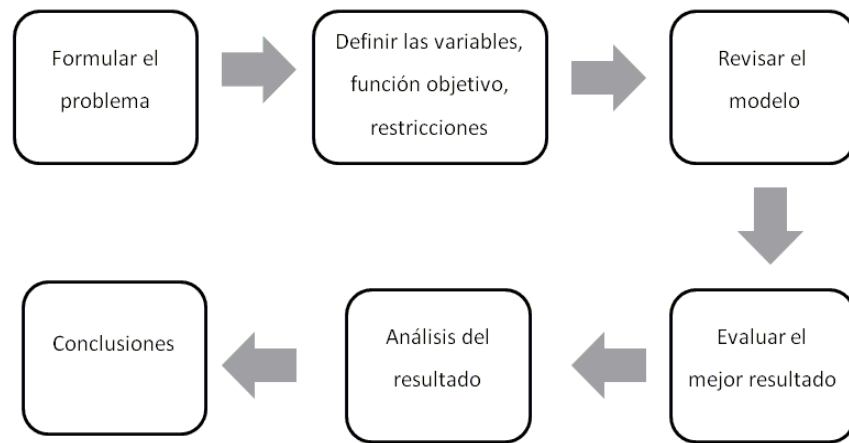 Formular el
problema
Definir las variables,
función objetivo,
restricciones
Revisar el
modelo
Evaluar el
mejor resultado
Análisis del
resultado
Conclusiones